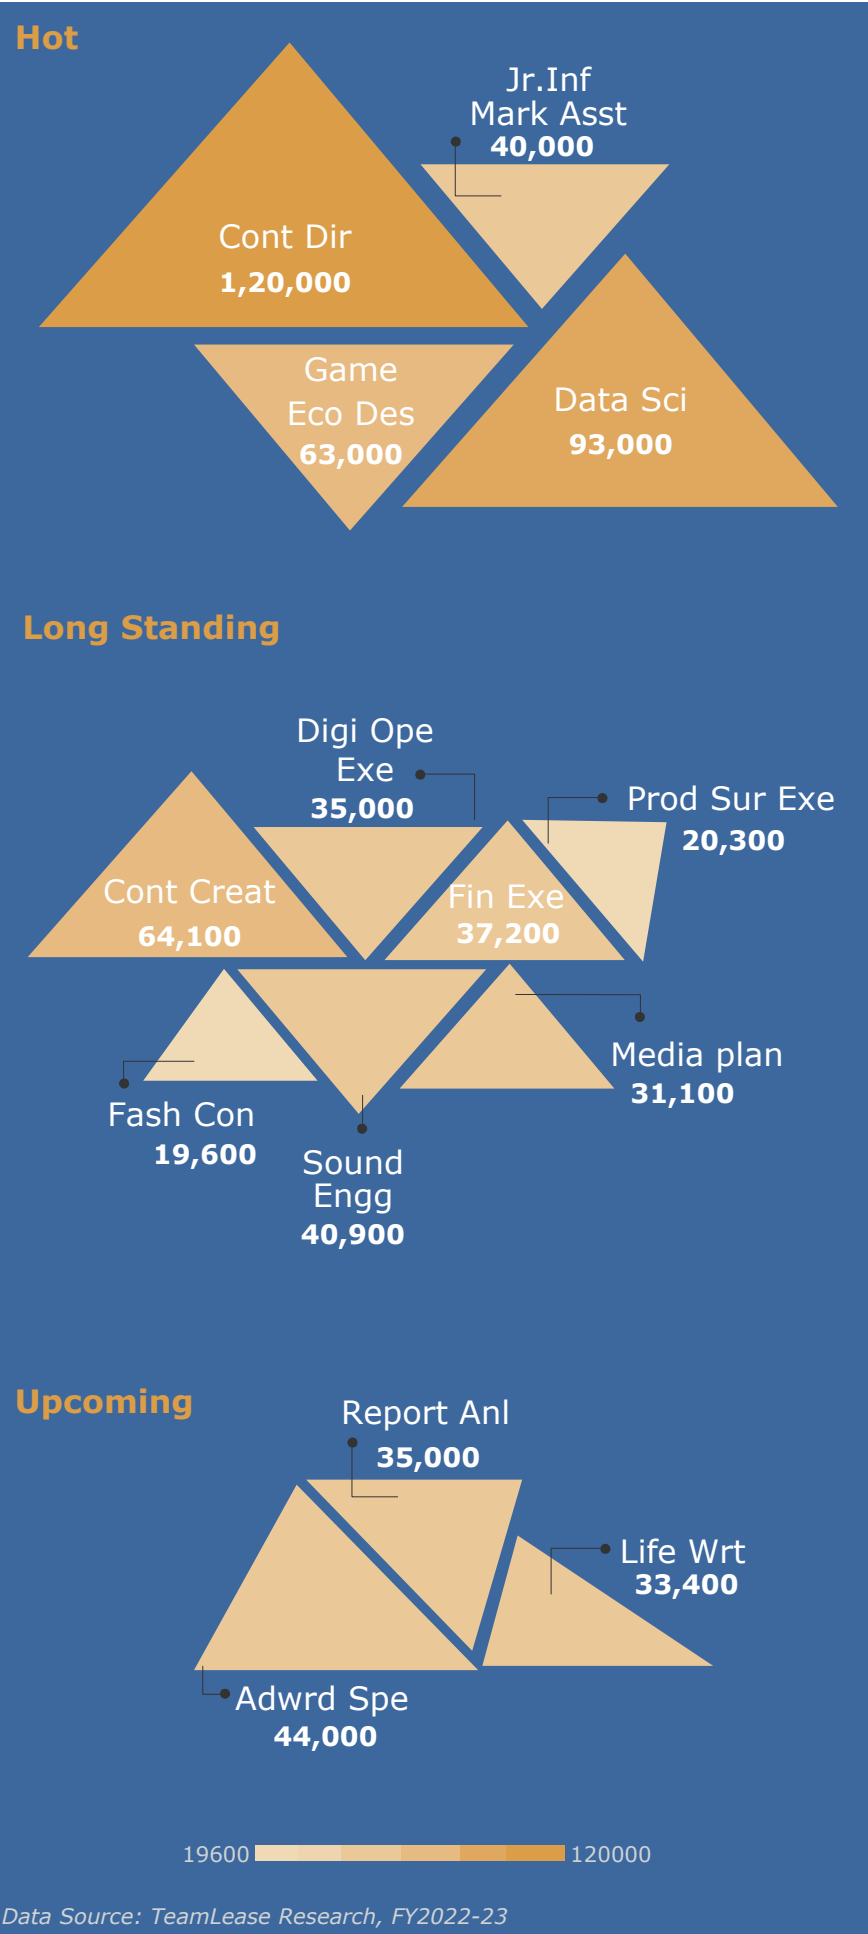 Hot
Jr.Inf
Mark Asst
40,000
Cont Dir
1,20,000
Game
Eco Des
63,000
Data Sci
93,000
Long Standing
Digi Ope
Exe
35,000
Prod Sur Exe
20,300
Cont Creat
64,100
Fin Exe
37,200
Media plan
31,100
Fash Con
19,600
Sound
Engg
40,900
Upcoming
Report Anl
35,000
Life Wrt
33,400
Adwrd Spe
44,000
19600 120000
Data Source: TeamLease Research, FY2022-23